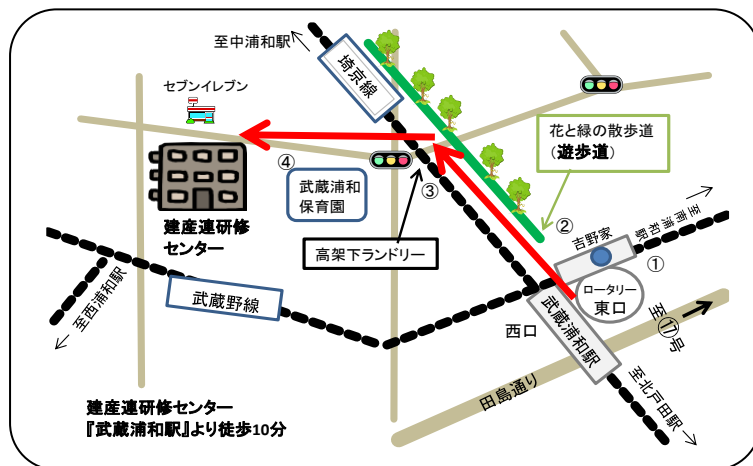 至中浦和駅
埼京線
セブンイレブン
花と緑の散歩道
（遊歩道）
④
武蔵浦和
保育園
③
②
建産連研修
センター
高架下ランドリー
吉野家
至南浦和駅
①
ロータリー
東口
武蔵野線
至西浦和駅
西口
武蔵浦和駅
至⑰号
田島通り
至北戸田駅
建産連研修センター
『武蔵浦和駅』より徒歩10分